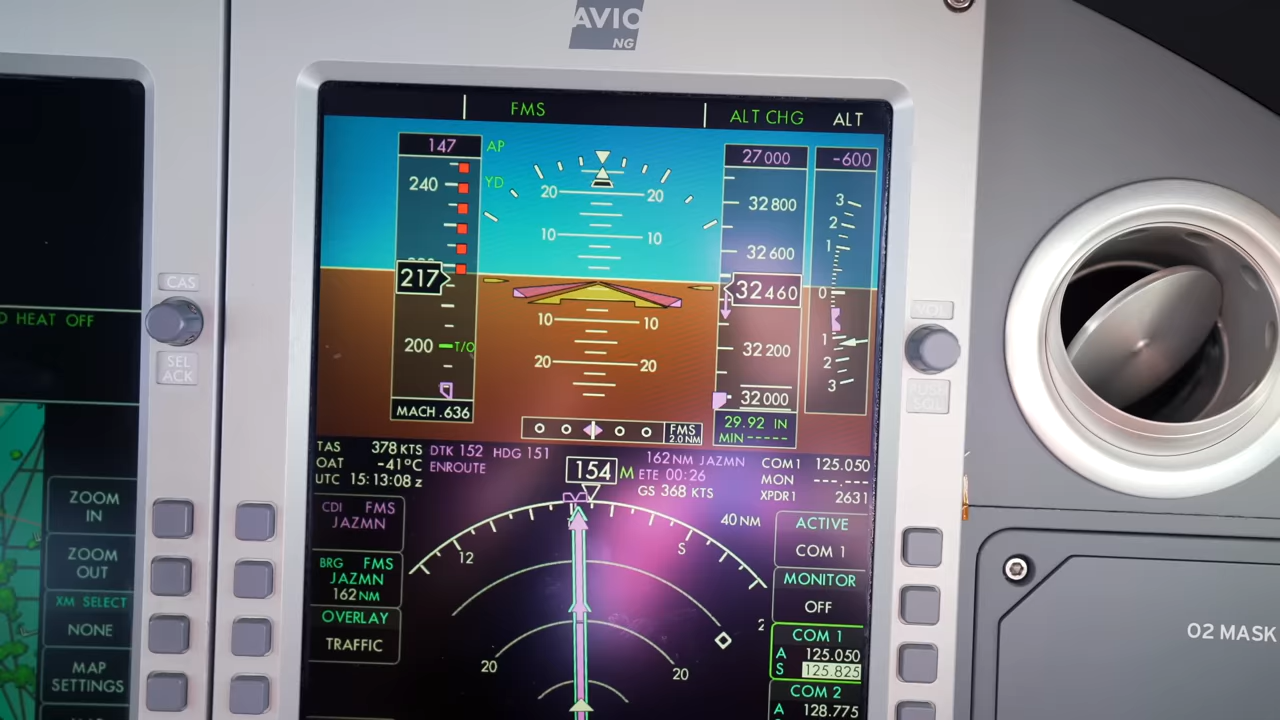 AVIO
NG
FMS
ALT CHG
ALT
147
AP
27 000
-600
240
YD
20
20
32 800
3
2
10
10
32 600
1
217
32 460
0
10
10
200
T/O
32 200
1
20
20
2
3
MACH .636
32 000
FMS
2.0 NM
29.92 IN
MIN -----
CAS
SEL
ACK
D HEAT OFF
VOL
TAS 378 KTS
OAT -41°C
UTC 15:13:08 z
DTK 152 HDG 151
ENROUTE
154
M
162 NM JAZMN
ETE 00:26
GS 368 KTS
COM1 125.050
MON ---.---
XPDR1 2631
CDI FMS
JAZMN
BRG FMS
JAZMN
162 NM
OVERLAY
TRAFFIC
12
S
40 NM
20
20
ACTIVE
COM 1
MONITOR
OFF
COM 1
A 125.050
S 125.825
COM 2
A 128.775
ZOOM
IN
ZOOM
OUT
XM SELECT
NONE
MAP
SETTINGS
O2 MASK